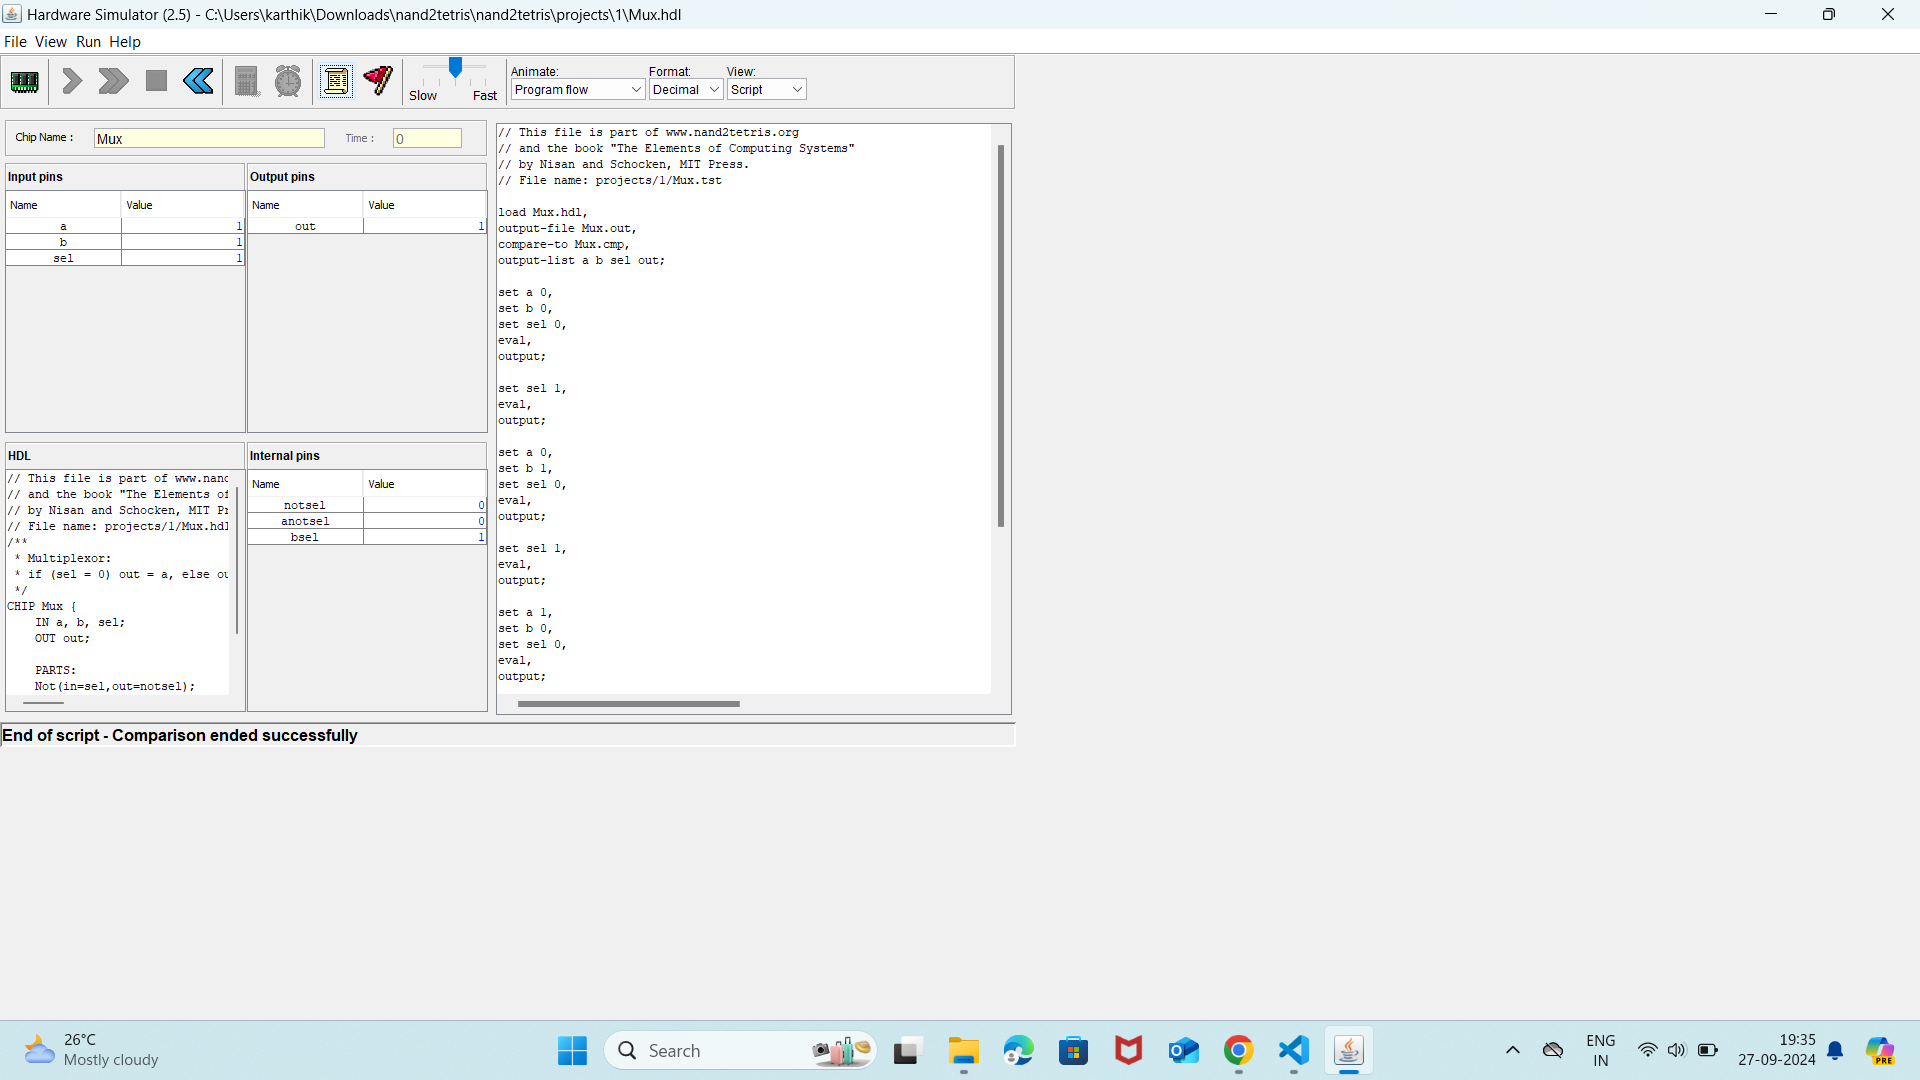 Hardware Simulator (2.5) - C:\Users\karthik\Downloads\nand2tetris\nand2tetris\projects\1\Mux.hdl
File View Run Help
Slow Fast
Animate: Format: View:
Program flow Decimal Script
Chip Name : Mux Time : 0
Input pins
Name Value
a 1
b 1
sel 1
Output pins
Name Value
out 1
HDL
// This file is part of www.nand
// and the book "The Elements of
// by Nisan and Schocken, MIT Pr
// File name: projects/1/Mux.hdl
/**
* Multiplexor:
* if (sel = 0) out = a, else ou
*/
CHIP Mux {
IN a, b, sel;
OUT out;
PARTS:
Not(in=sel,out=notsel);
Internal pins
Name Value
notsel 0
anotsel 0
bsel 1
// This file is part of www.nand2tetris.org
// and the book "The Elements of Computing Systems"
// by Nisan and Schocken, MIT Press.
// File name: projects/1/Mux.tst
load Mux.hdl,
output-file Mux.out,
compare-to Mux.cmp,
output-list a b sel out;
set a 0,
set b 0,
set sel 0,
eval,
output;
set sel 1,
eval,
output;
set a 0,
set b 1,
set sel 0,
eval,
output;
set sel 1,
eval,
output;
set a 1,
set b 0,
set sel 0,
eval,
output;
End of script - Comparison ended successfully
26°C
Mostly cloudy
Search
ENG
IN
19:35
27-09-2024
PRE